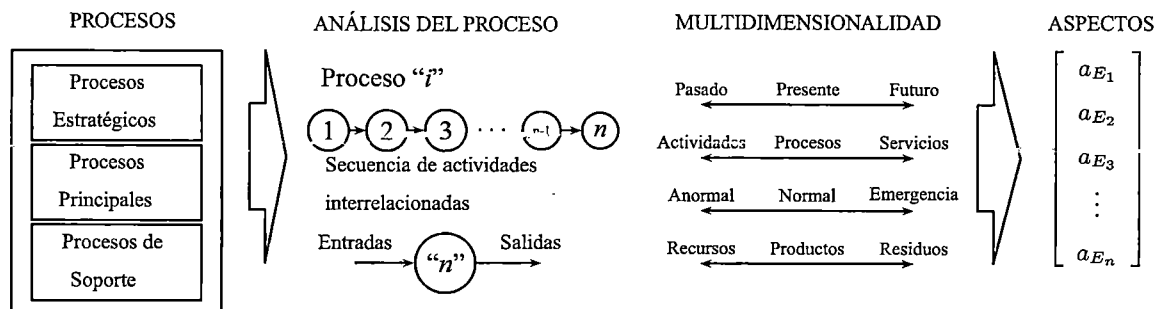 PROCESOS
Procesos
Estratégicos
Procesos
Principales
Procesos de
Soporte
ANÁLISIS DEL PROCESO
Proceso “i”
1 2 3 ... n-1 n
Secuencia de actividades
interrelacionadas
Entradas “n” Salidas
MULTIDIMENSIONALIDAD
Pasado Presente Futuro
Actividades Procesos Servicios
Anormal Normal Emergencia
Recursos Productos Residuos
ASPECTOS
a_{E_1}
a_{E_2}
a_{E_3}
⋮
a_{E_n}